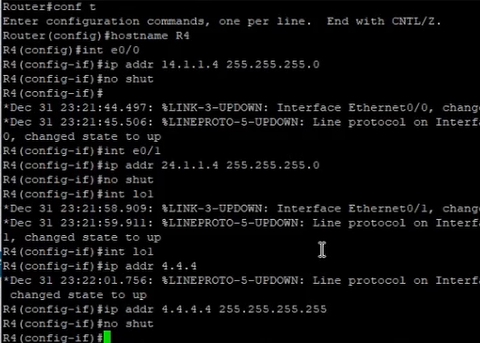 Router#conf t
Enter configuration commands, one per line.  End with CNTL/Z.
Router(config)#hostname R4
R4(config)#int e0/0
R4(config-if)#ip addr 14.1.1.4 255.255.255.0
R4(config-if)#no shut
R4(config-if)#
*Dec 31 23:21:44.497: %LINK-3-UPDOWN: Interface Ethernet0/0, change
*Dec 31 23:21:45.506: %LINEPROTO-5-UPDOWN: Line protocol on Interfa
0, changed state to up
R4(config-if)#int e0/1
R4(config-if)#ip addr 24.1.1.4 255.255.255.0
R4(config-if)#no shut
R4(config-if)#int lo1
*Dec 31 23:21:58.909: %LINK-3-UPDOWN: Interface Ethernet0/1, change
*Dec 31 23:21:59.911: %LINEPROTO-5-UPDOWN: Line protocol on Interfa
1, changed state to up
R4(config-if)#int lo1
R4(config-if)#ip addr 4.4.4
*Dec 31 23:22:01.756: %LINEPROTO-5-UPDOWN: Line protocol on Interfa
changed state to up
R4(config-if)#ip addr 4.4.4.4 255.255.255.255
R4(config-if)#no shut
R4(config-if)#